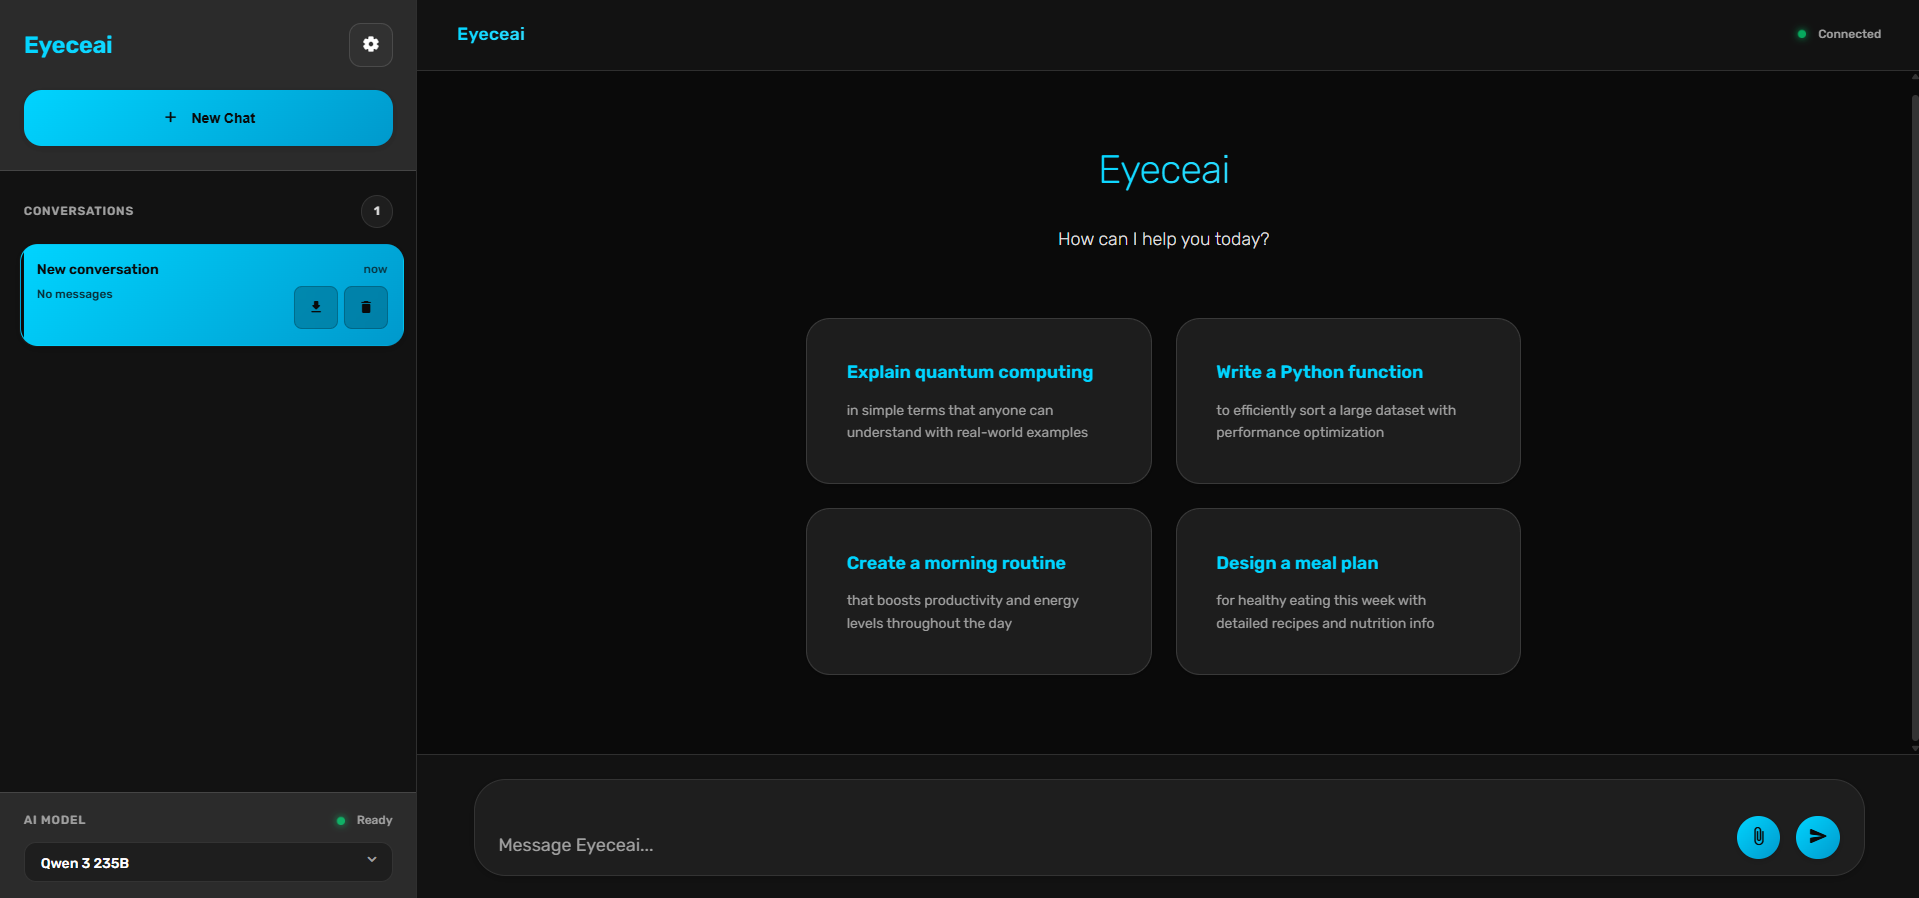 Eyeceai
New Chat
CONVERSATIONS
1
New conversation
now
No messages
AI MODEL
Ready
Qwen 3 235B
Eyeceai
Connected
Eyeceai
How can I help you today?
Explain quantum computing
in simple terms that anyone can
understand with real-world examples
Write a Python function
to efficiently sort a large dataset with
performance optimization
Create a morning routine
that boosts productivity and energy
levels throughout the day
Design a meal plan
for healthy eating this week with
detailed recipes and nutrition info
Message Eyeceai...